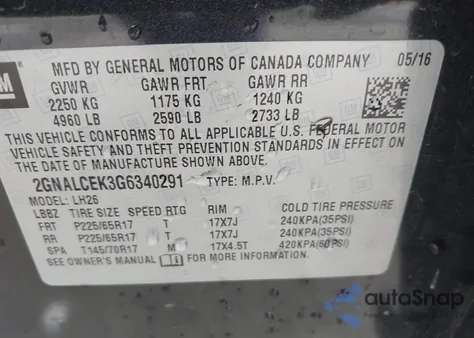 GM
MFD BY GENERAL MOTORS OF CANADA COMPANY 05/16
GVWR GAWR FRT GAWR RR
2250 KG 1175 KG 1240 KG
4960 LB 2590 LB 2733 LB
THIS VEHICLE CONFORMS TO ALL APPLICABLE U.S. FEDERAL MOTOR
VEHICLE SAFETY AND THEFT PREVENTION STANDARDS IN EFFECT ON
THE DATE OF MANUFACTURE SHOWN ABOVE.
2GNALCEK3G6340291 TYPE: M.P.V.
MODEL: LH26
LBBZ TIRE SIZE SPEED RTG RIM COLD TIRE PRESSURE
FRT P225/65R17 T 17X7J 240KPA(35PSI)
RR P225/65R17 T 17X7J 240KPA(35PSI)
SPA T145/70R17 M 17X4.5T 420KPA(60PSI)
SEE OWNER'S MANUAL FOR MORE INFORMATION.
autoSnap